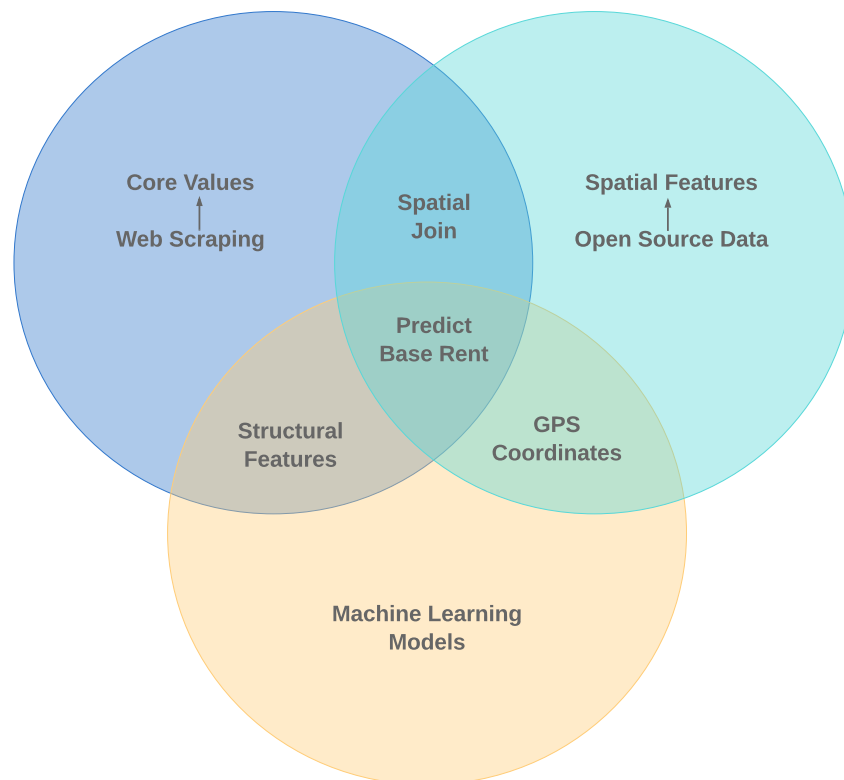 Core Values
Web Scraping
Spatial
Join
Spatial Features
Open Source Data
Predict
Base Rent
Structural
Features
GPS
Coordinates
Machine Learning
Models